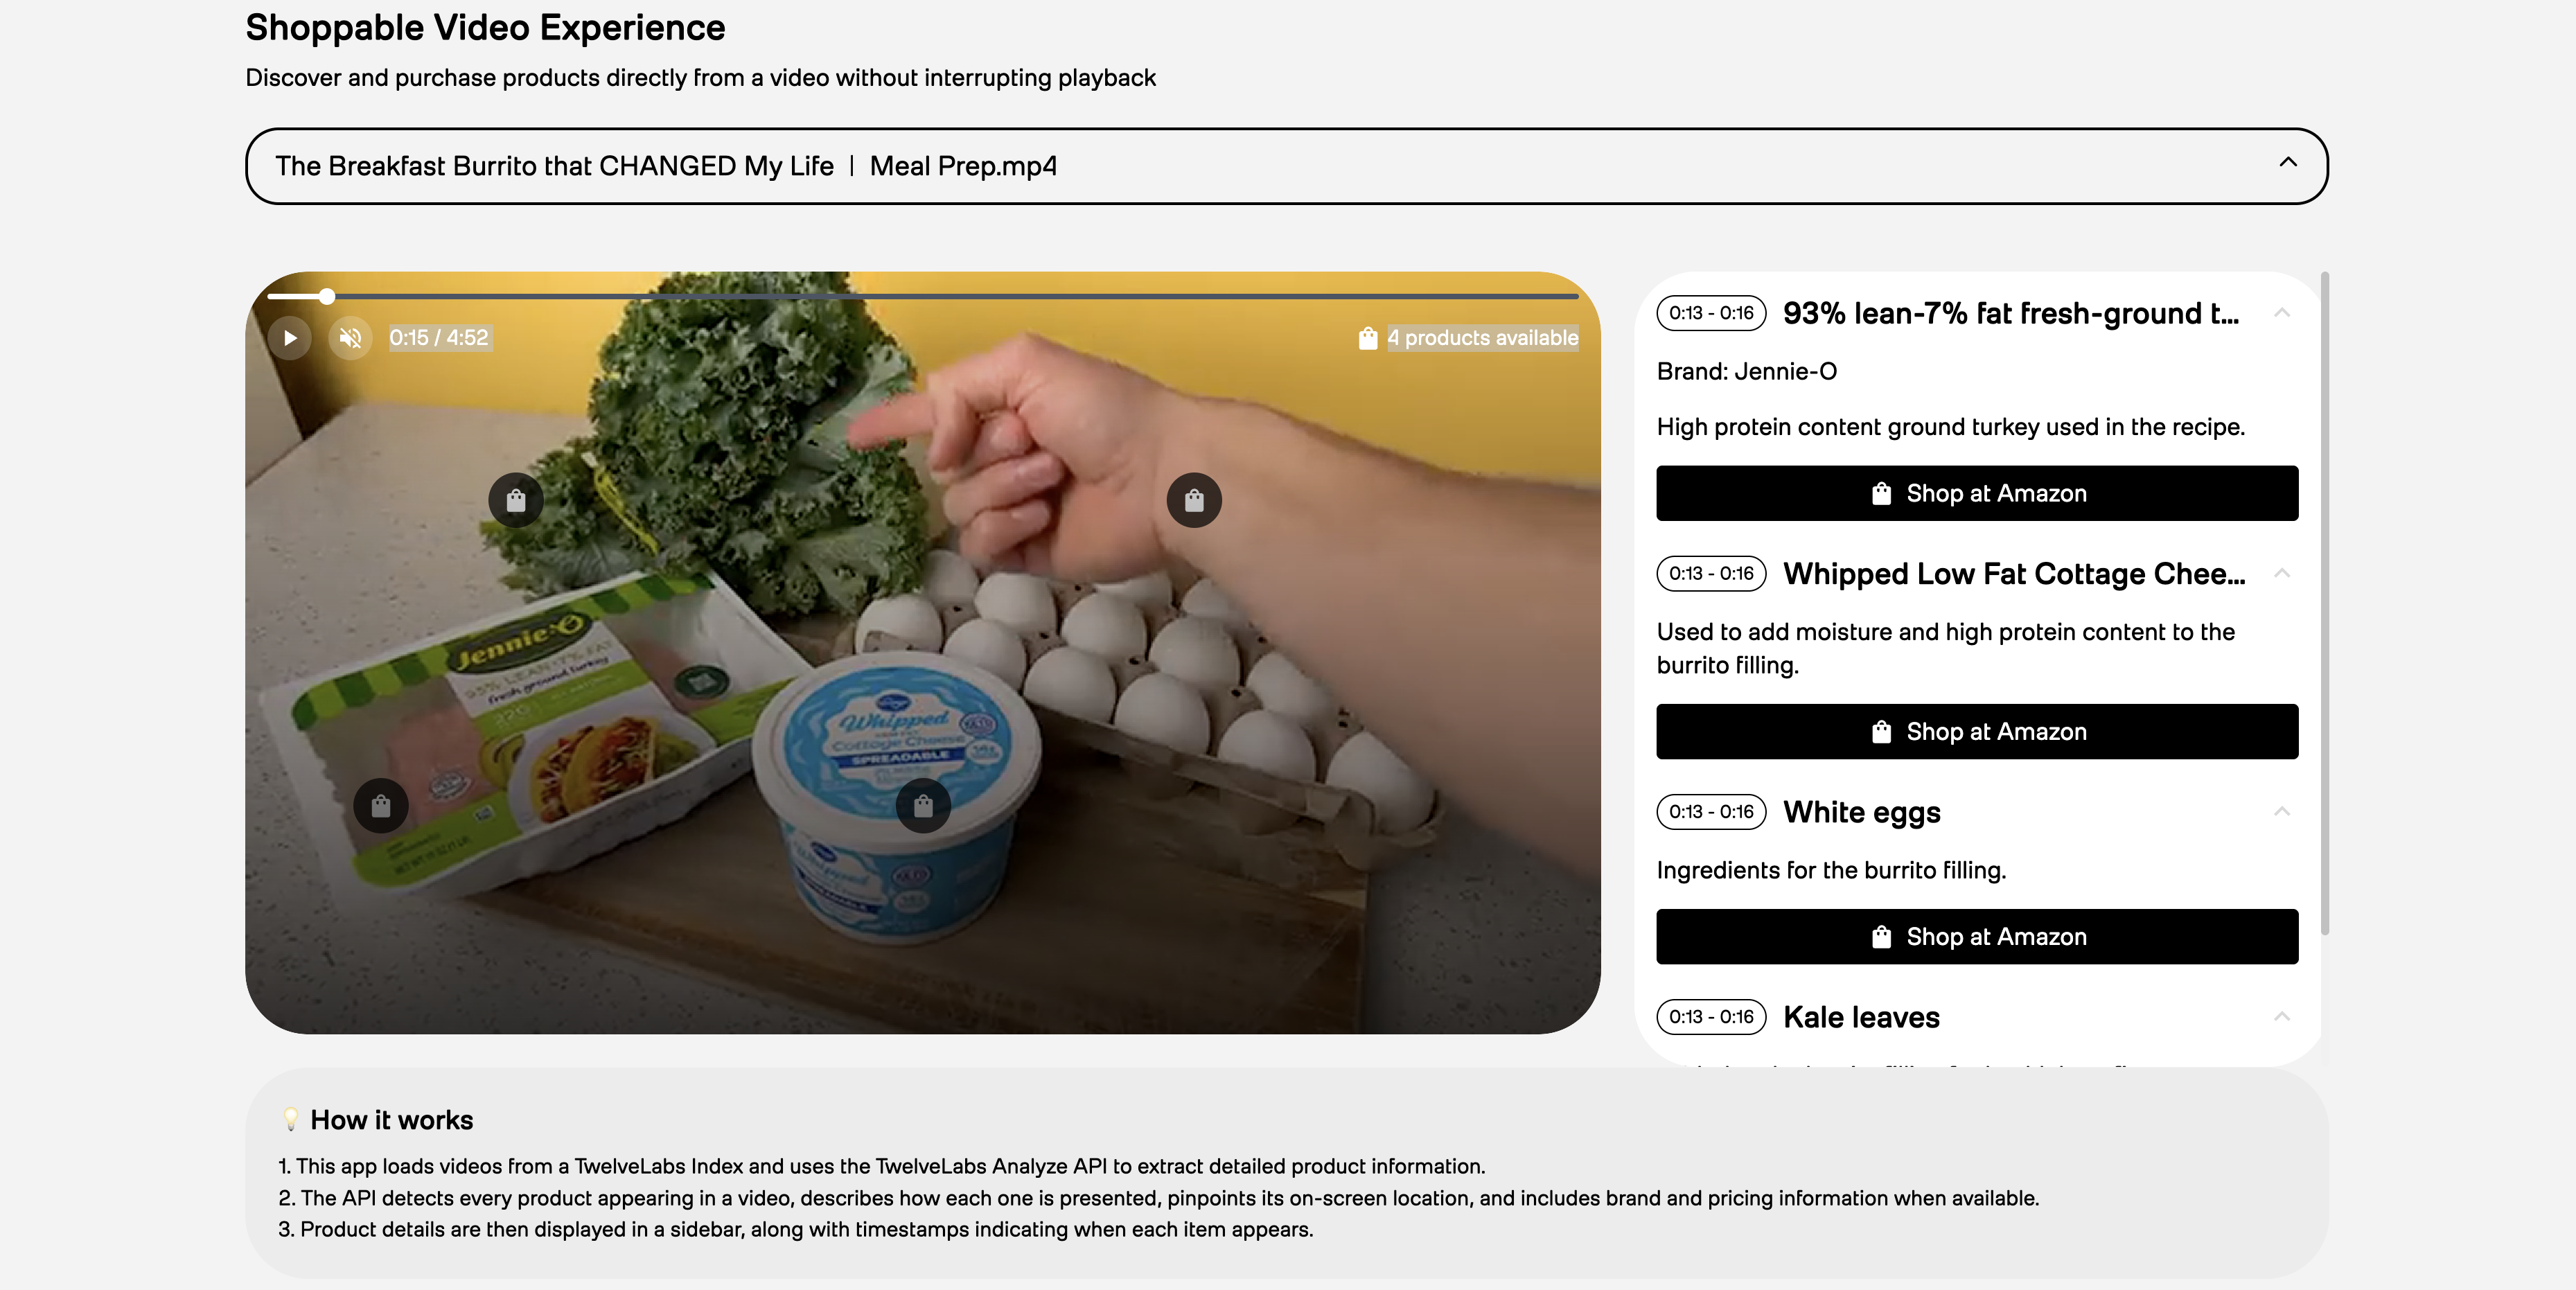 Shoppable Video Experience
Discover and purchase products directly from a video without interrupting playback
The Breakfast Burrito that CHANGED My Life | Meal Prep.mp4
0:15 / 4:52
4 products available
Jennie-O
93% LEAN-7% FAT
fresh ground turkey
Whipped
Cottage Cheese
SPREADABLE
Whipped
0:13 - 0:16 93% lean-7% fat fresh-ground t...
Brand: Jennie-O
High protein content ground turkey used in the recipe.
Shop at Amazon
0:13 - 0:16 Whipped Low Fat Cottage Chee...
Used to add moisture and high protein content to the
burrito filling.
Shop at Amazon
0:13 - 0:16 White eggs
Ingredients for the burrito filling.
Shop at Amazon
0:13 - 0:16 Kale leaves
💡 How it works
1. This app loads videos from a TwelveLabs Index and uses the TwelveLabs Analyze API to extract detailed product information.
2. The API detects every product appearing in a video, describes how each one is presented, pinpoints its on-screen location, and includes brand and pricing information when available.
3. Product details are then displayed in a sidebar, along with timestamps indicating when each item appears.